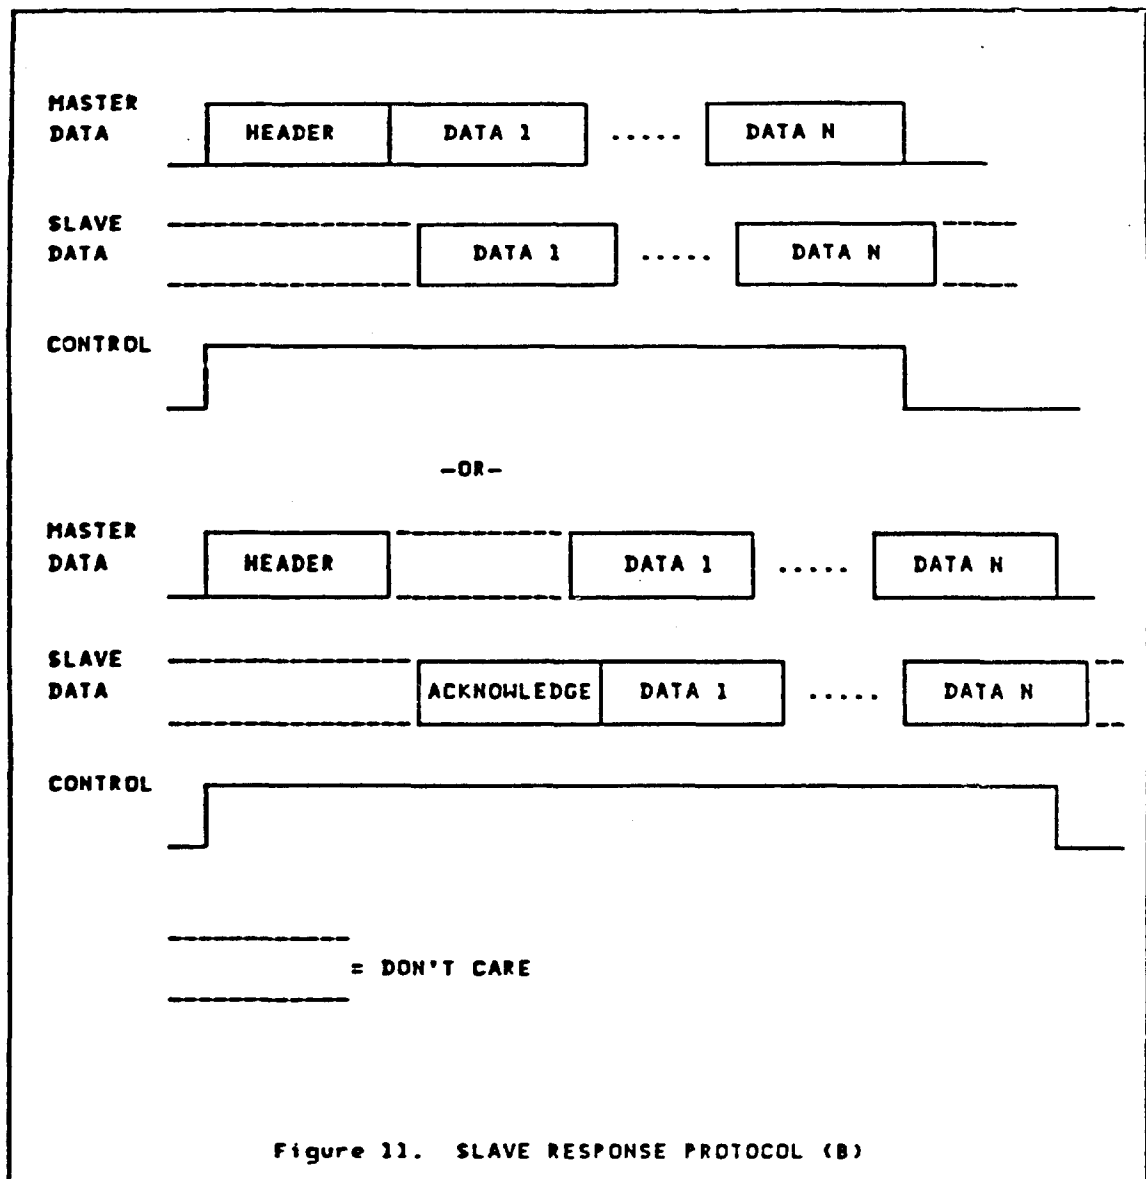 MASTER
DATA HEADER DATA 1 ..... DATA N
SLAVE
DATA DATA 1 ..... DATA N
CONTROL
-OR-
MASTER
DATA HEADER DATA 1 ..... DATA N
SLAVE
DATA ACKNOWLEDGE DATA 1 ..... DATA N
CONTROL
= DON'T CARE
Figure 11. SLAVE RESPONSE PROTOCOL (B)